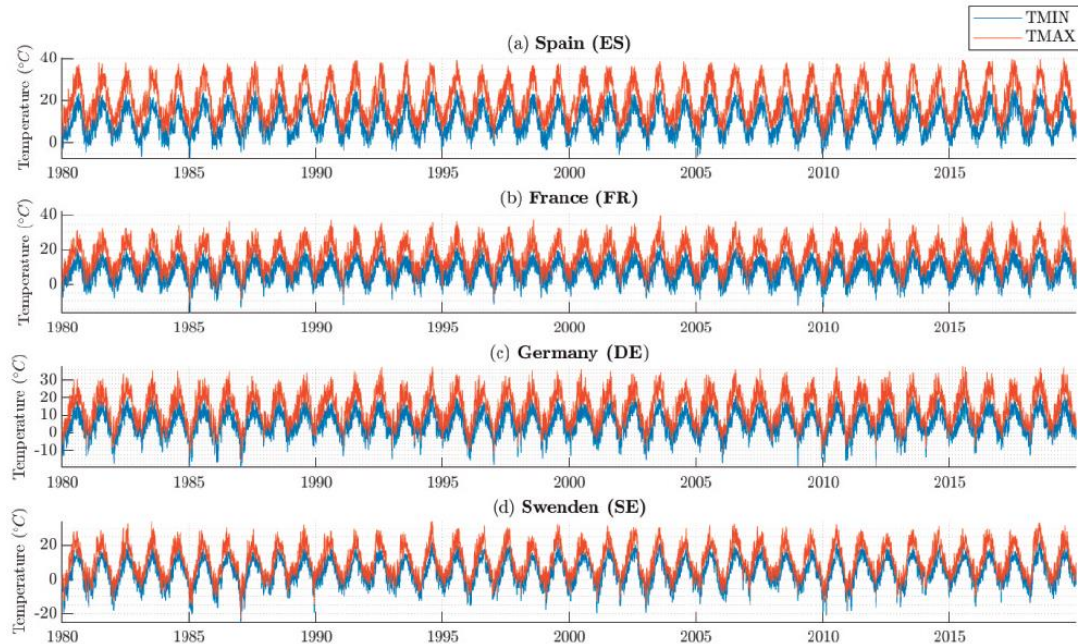 TMIN
TMAX
(a) Spain (ES)
Temperature (°C)
40
20
0
1980 1985 1990 1995 2000 2005 2010 2015
(b) France (FR)
Temperature (°C)
40
20
0
1980 1985 1990 1995 2000 2005 2010 2015
(c) Germany (DE)
Temperature (°C)
30
20
10
0
-10
1980 1985 1990 1995 2000 2005 2010 2015
(d) Swenden (SE)
Temperature (°C)
20
0
-20
1980 1985 1990 1995 2000 2005 2010 2015